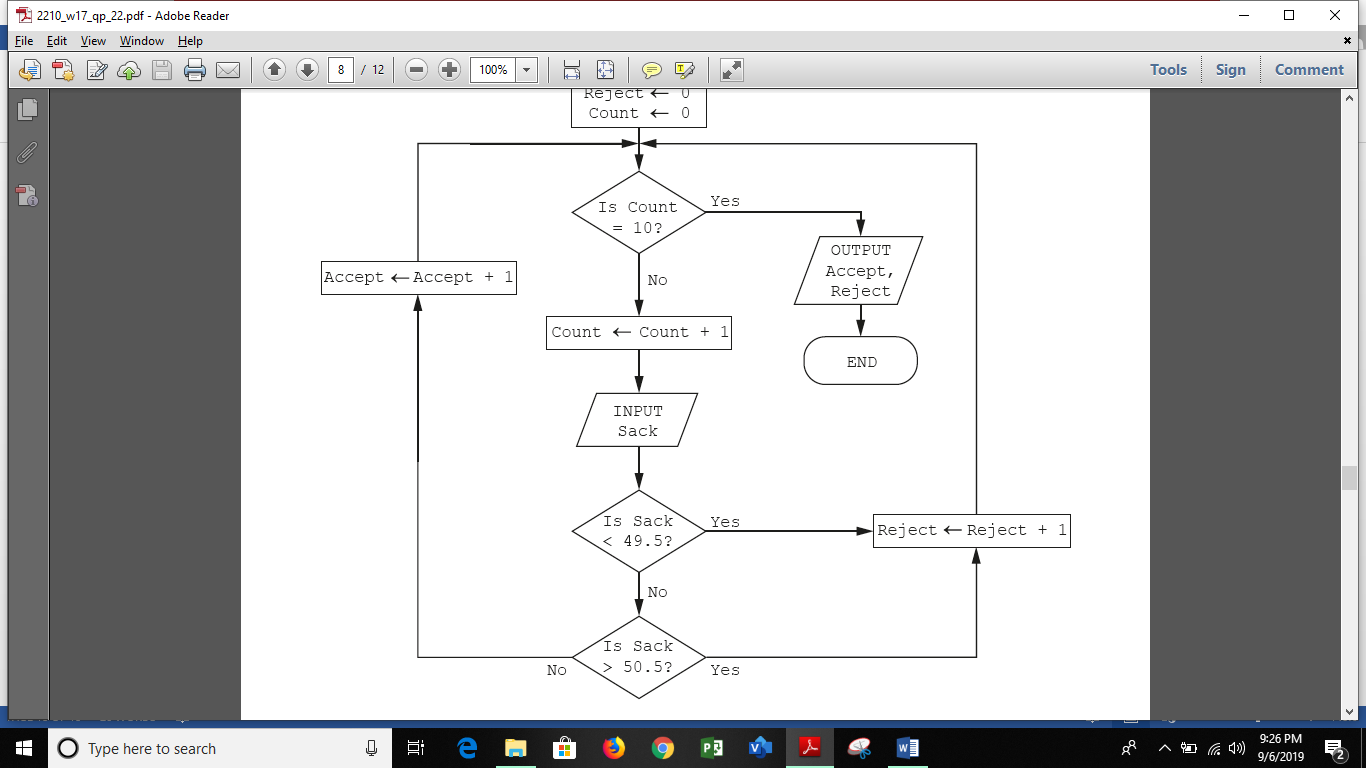 2210_w17_qp_22.pdf - Adobe Reader
File Edit View Window Help
8 / 12
100%
Tools
Sign
Comment
Reject ← 0
Count ← 0
Is Count
= 10?
Yes
No
OUTPUT
Accept,
Reject
END
Accept ← Accept + 1
Count ← Count + 1
INPUT
Sack
Is Sack
< 49.5?
Yes
No
Reject ← Reject + 1
Is Sack
> 50.5?
No
Yes
Type here to search
9:26 PM
9/6/2019
2